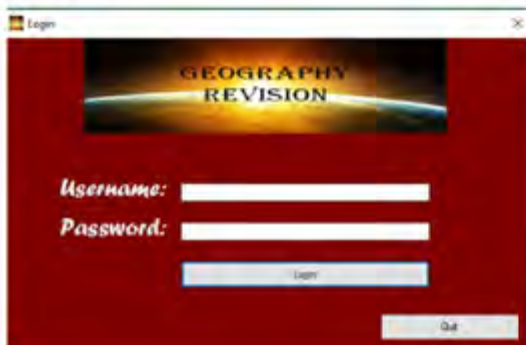 Login
GEOGRAPHY
REVISION
Username:
Password:
Login
Quit